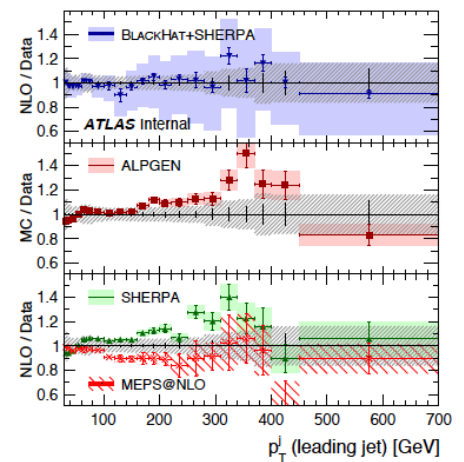 NLO / Data
1.4
1.2
1
0.8
0.6
BLACKHAT+SHERPA
ATLAS Internal
MC / Data
1.4
1.2
1
0.8
0.6
ALPGEN
NLO / Data
1.4
1.2
1
0.8
0.6
SHERPA
MEPS@NLO
100 200 300 400 500 600 700
p_T^j (leading jet) [GeV]